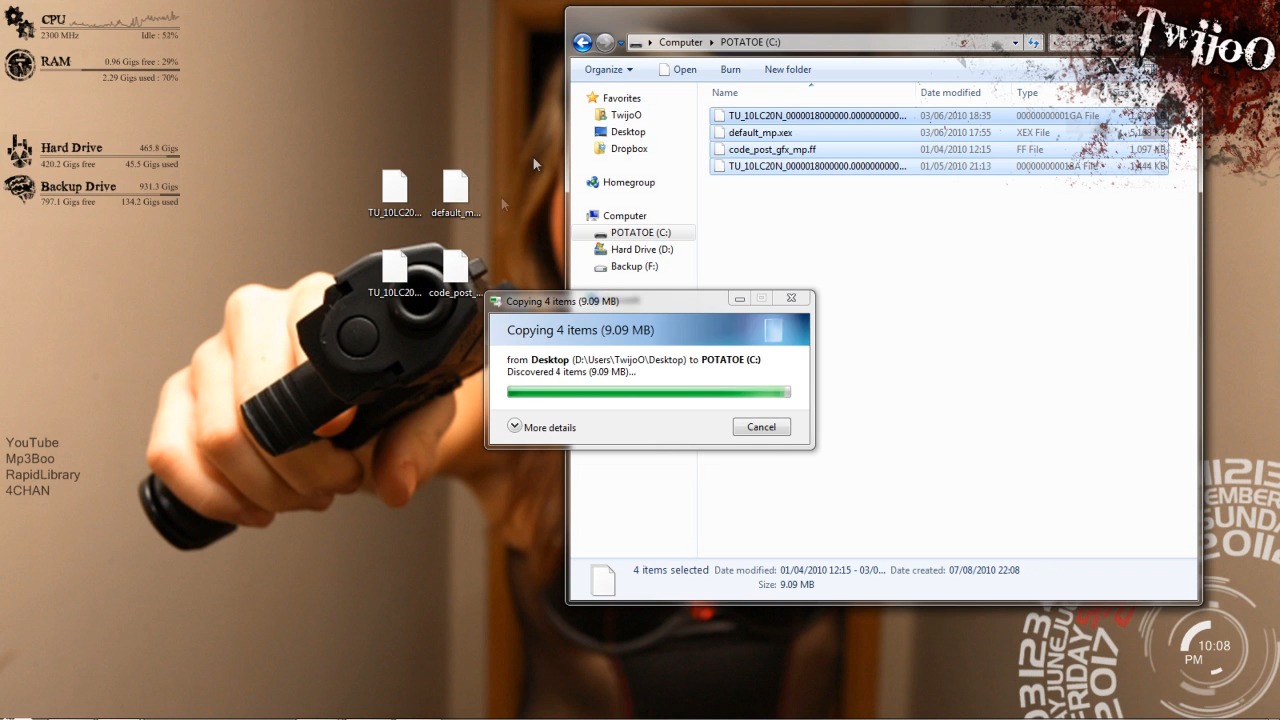 CPU
2300 MHz Idle : 52%
RAM
0.96 Gigs free : 29%
2.29 Gigs used : 70%
Hard Drive 465.8 Gigs
420.2 Gigs free 45.5 Gigs used
Backup Drive 931.3 Gigs
797.1 Gigs free 134.2 Gigs used
YouTube
Mp3Boo
RapidLibrary
4CHAN
TU_10LC20... default_m...
TU_10LC20... code_post_...
TwijoO
Computer POTATOE (C:)
Organize Open Burn New folder
Name Date modified Type Size
TU_10LC20N_0000018000000.0000000000... 03/06/2010 18:35 00000000001GA File
default_mp.xex 03/06/2010 17:55 XEX File
code_post_gfx_mp.ff 01/04/2010 12:15 FF File 1,097 KB
TU_10LC20N_0000018000000.0000000000... 01/05/2010 21:13
Favorites
TwijoO
Desktop
Dropbox
Homegroup
Computer
POTATOE (C:)
Hard Drive (D:)
Backup (F:)
Copying 4 items (9.09 MB)
Copying 4 items (9.09 MB)
from Desktop (D:\Users\TwijoO\Desktop) to POTATOE (C:)
Discovered 4 items (9.09 MB)...
More details Cancel
4 items selected Date modified: 01/04/2010 12:15 - 03/0... Date created: 07/08/2010 22:08
Size: 9.09 MB
10:08
PM
FRIDAY
2017